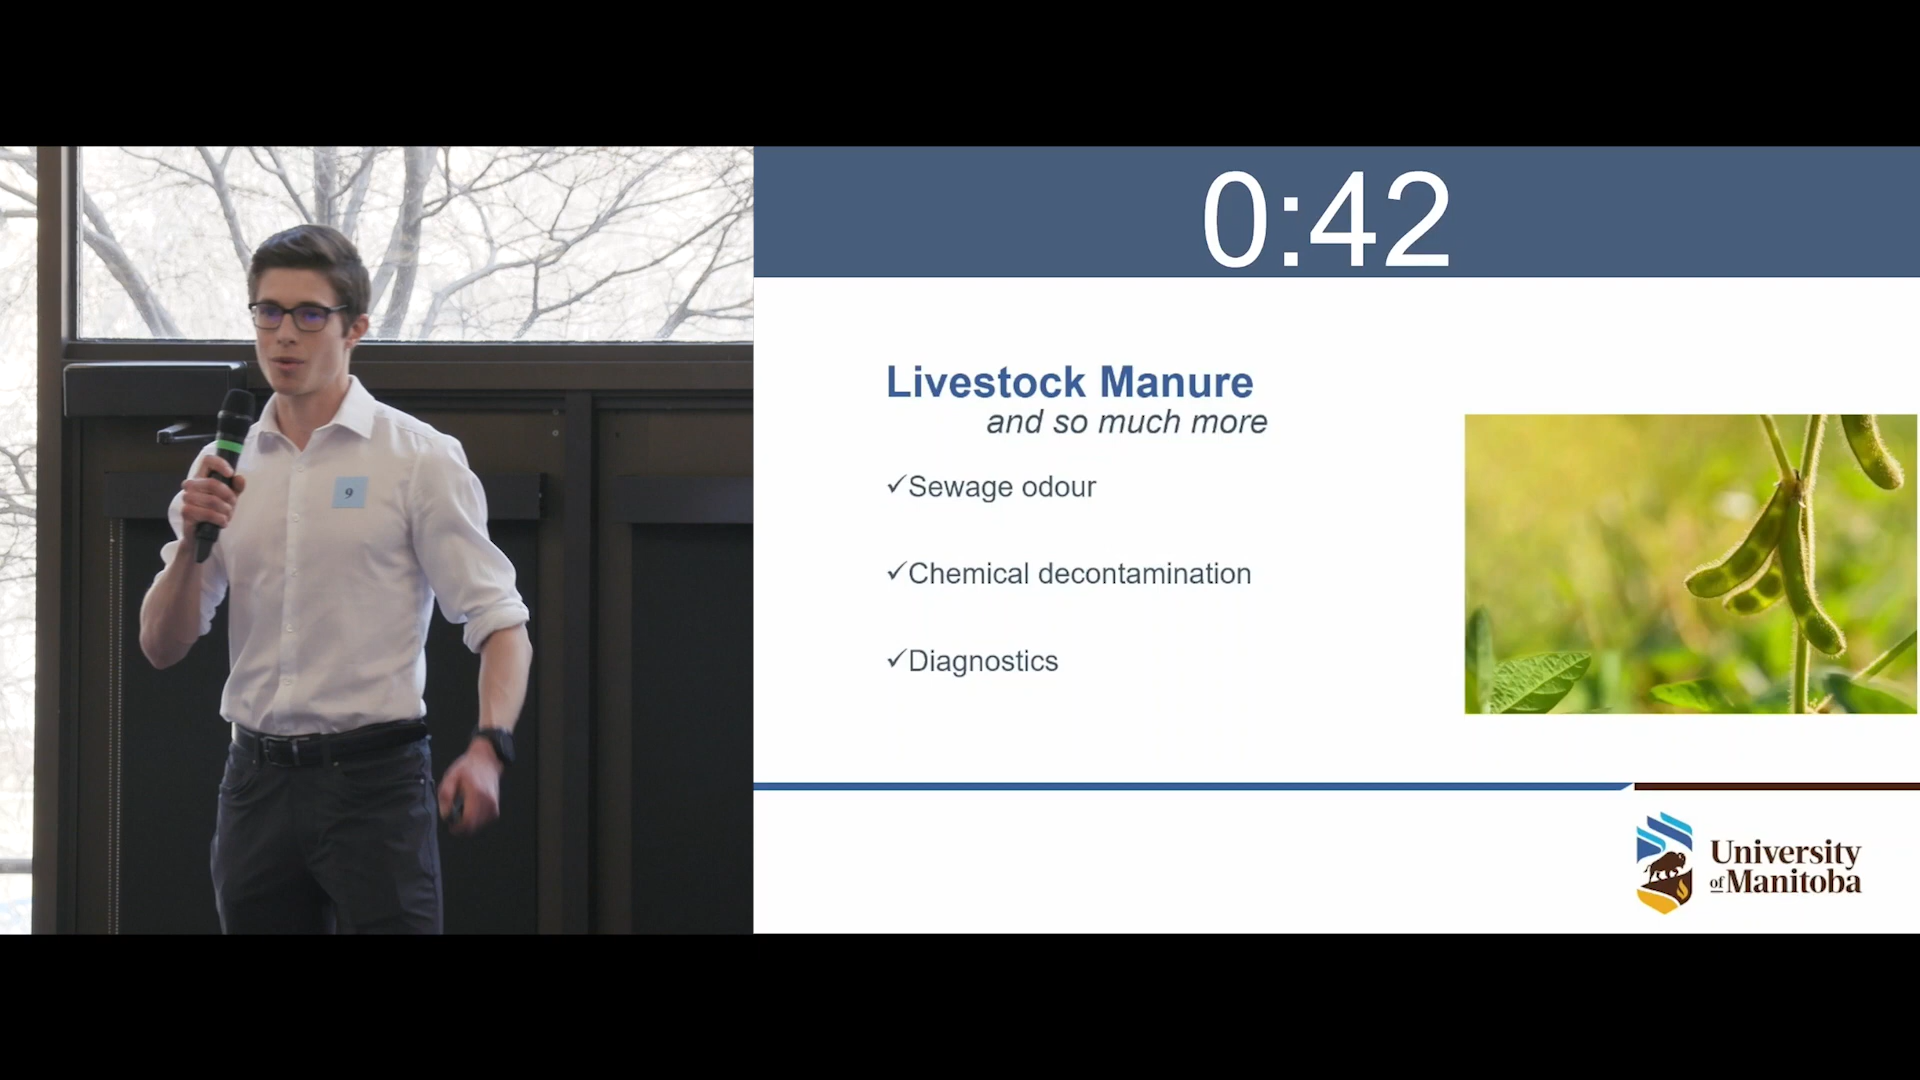 0:42
Livestock Manure
and so much more
✓Sewage odour
✓Chemical decontamination
✓Diagnostics
9
University
of Manitoba